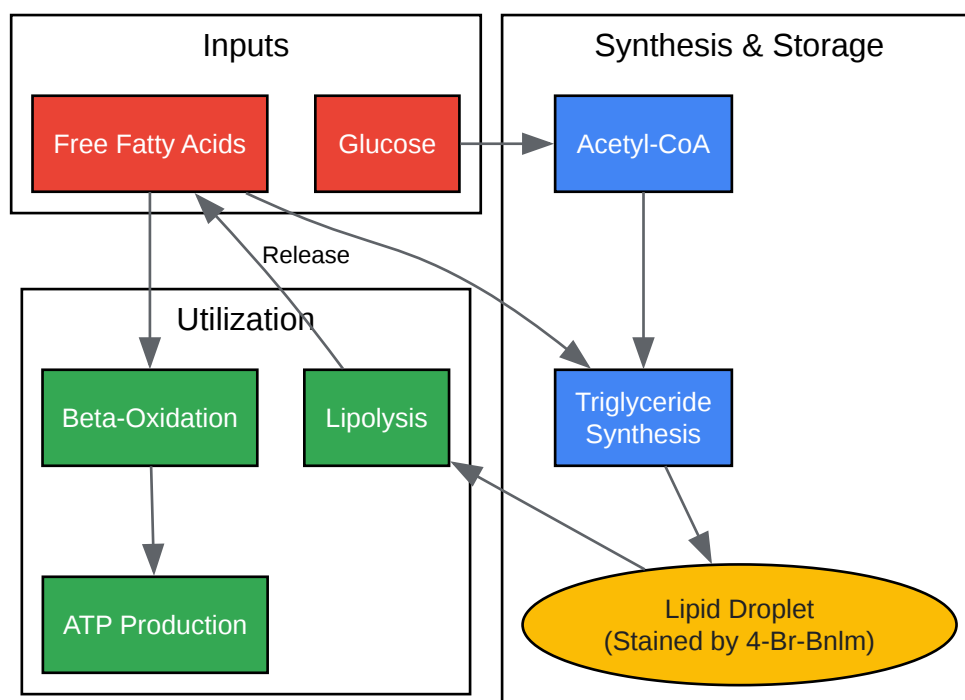 Inputs
Synthesis & Storage
Free Fatty Acids
Glucose
Acetyl-CoA
Release
Utilization
Beta-Oxidation
Lipolysis
Triglyceride
Synthesis
ATP Production
Lipid Droplet
(Stained by 4-Br-Bnlm)